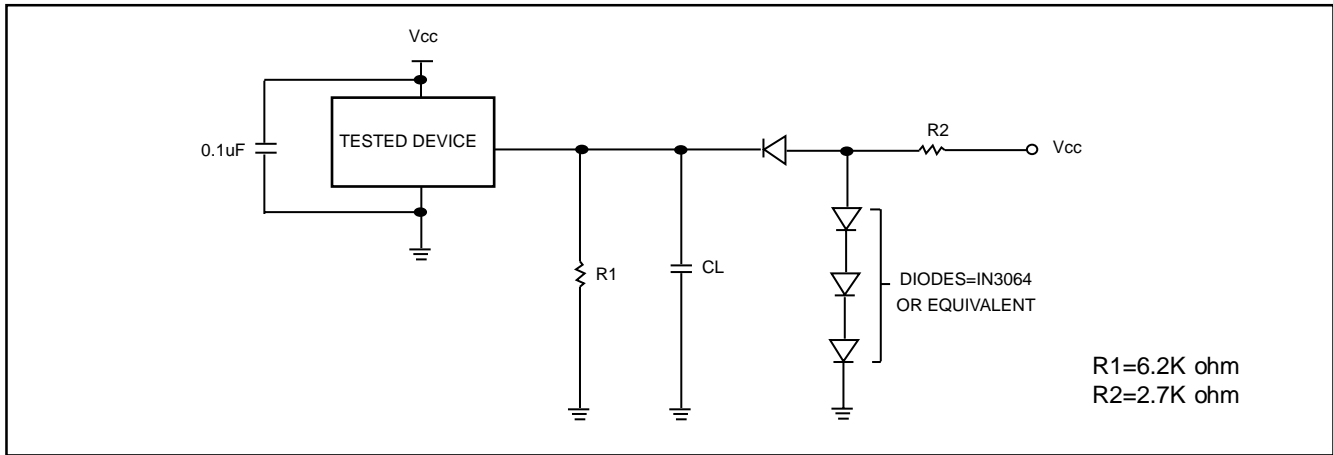 Vcc
0.1uF
TESTED DEVICE
R2
Vcc
R1
CL
DIODES=IN3064
OR EQUIVALENT
R1=6.2K ohm
R2=2.7K ohm